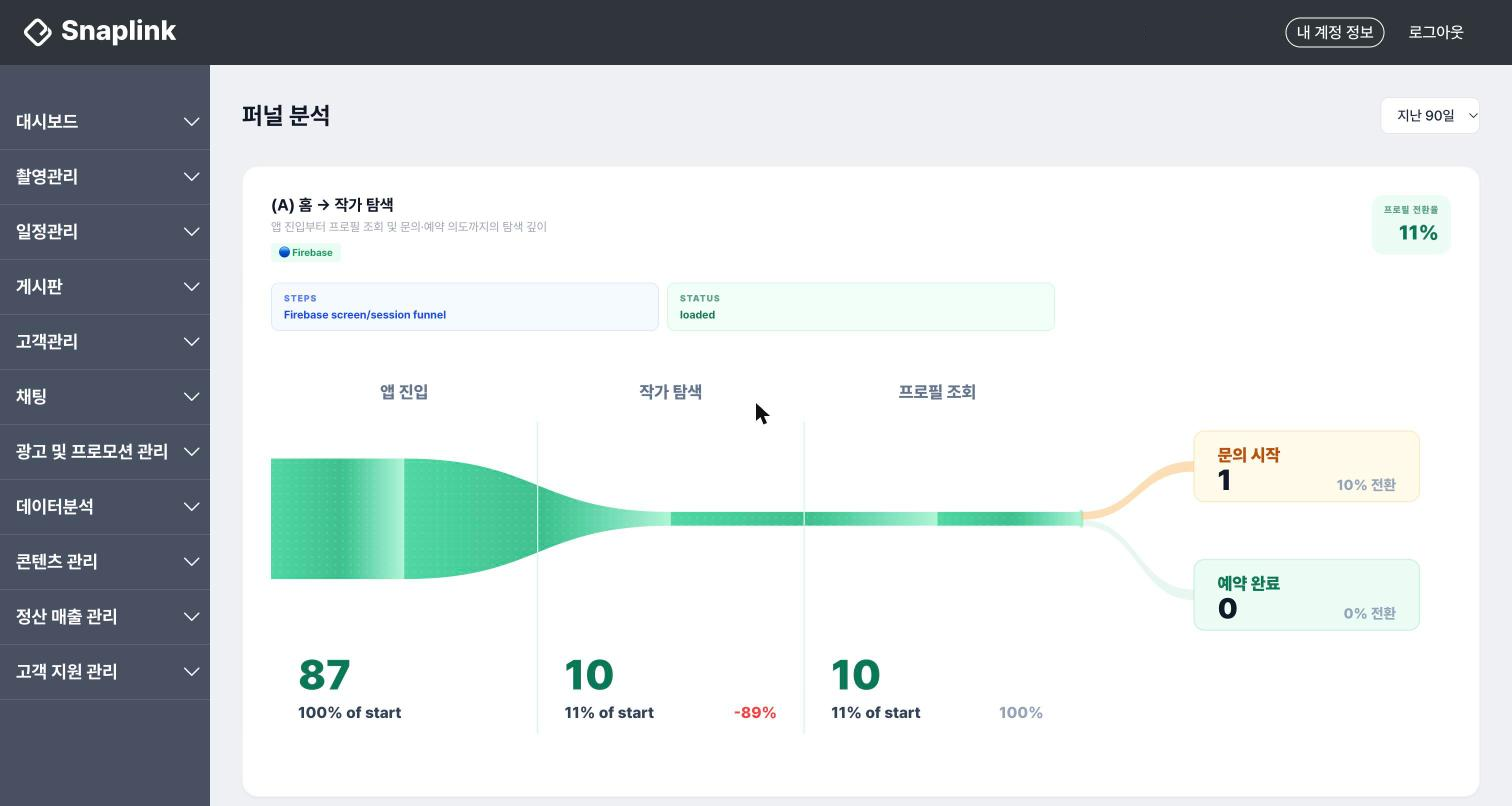 Snaplink
내 계정 정보
로그아웃
대시보드
촬영관리
일정관리
게시판
고객관리
채팅
광고 및 프로모션 관리
데이터분석
콘텐츠 관리
정산 매출 관리
고객 지원 관리
퍼널 분석
지난 90일
(A) 홈 → 작가 탐색
앱 진입부터 프로필 조회 및 문의·예약 의도까지의 탐색 깊이
Firebase
프로필 전환율
11%
STEPS
Firebase screen/session funnel
STATUS
loaded
앱 진입
작가 탐색
프로필 조회
문의 시작
1
10% 전환
예약 완료
0
0% 전환
87
100% of start
10
11% of start
-89%
10
11% of start
100%